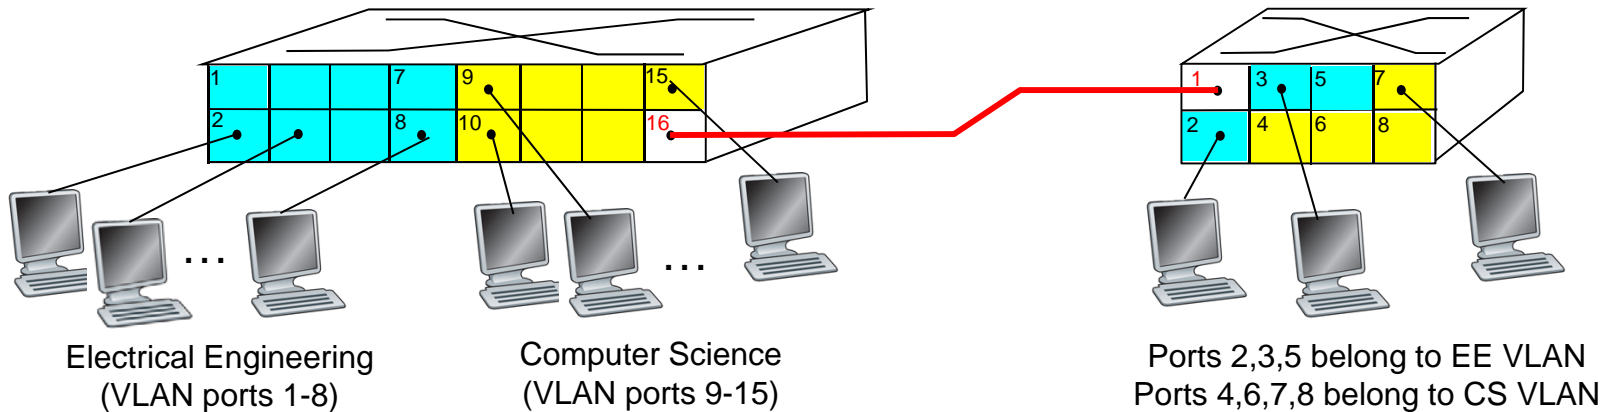 1 7 9 15
2 8 10 16
1 3 5 7
2 4 6 8
... ...
Electrical Engineering
(VLAN ports 1-8)
Computer Science
(VLAN ports 9-15)
Ports 2,3,5 belong to EE VLAN
Ports 4,6,7,8 belong to CS VLAN